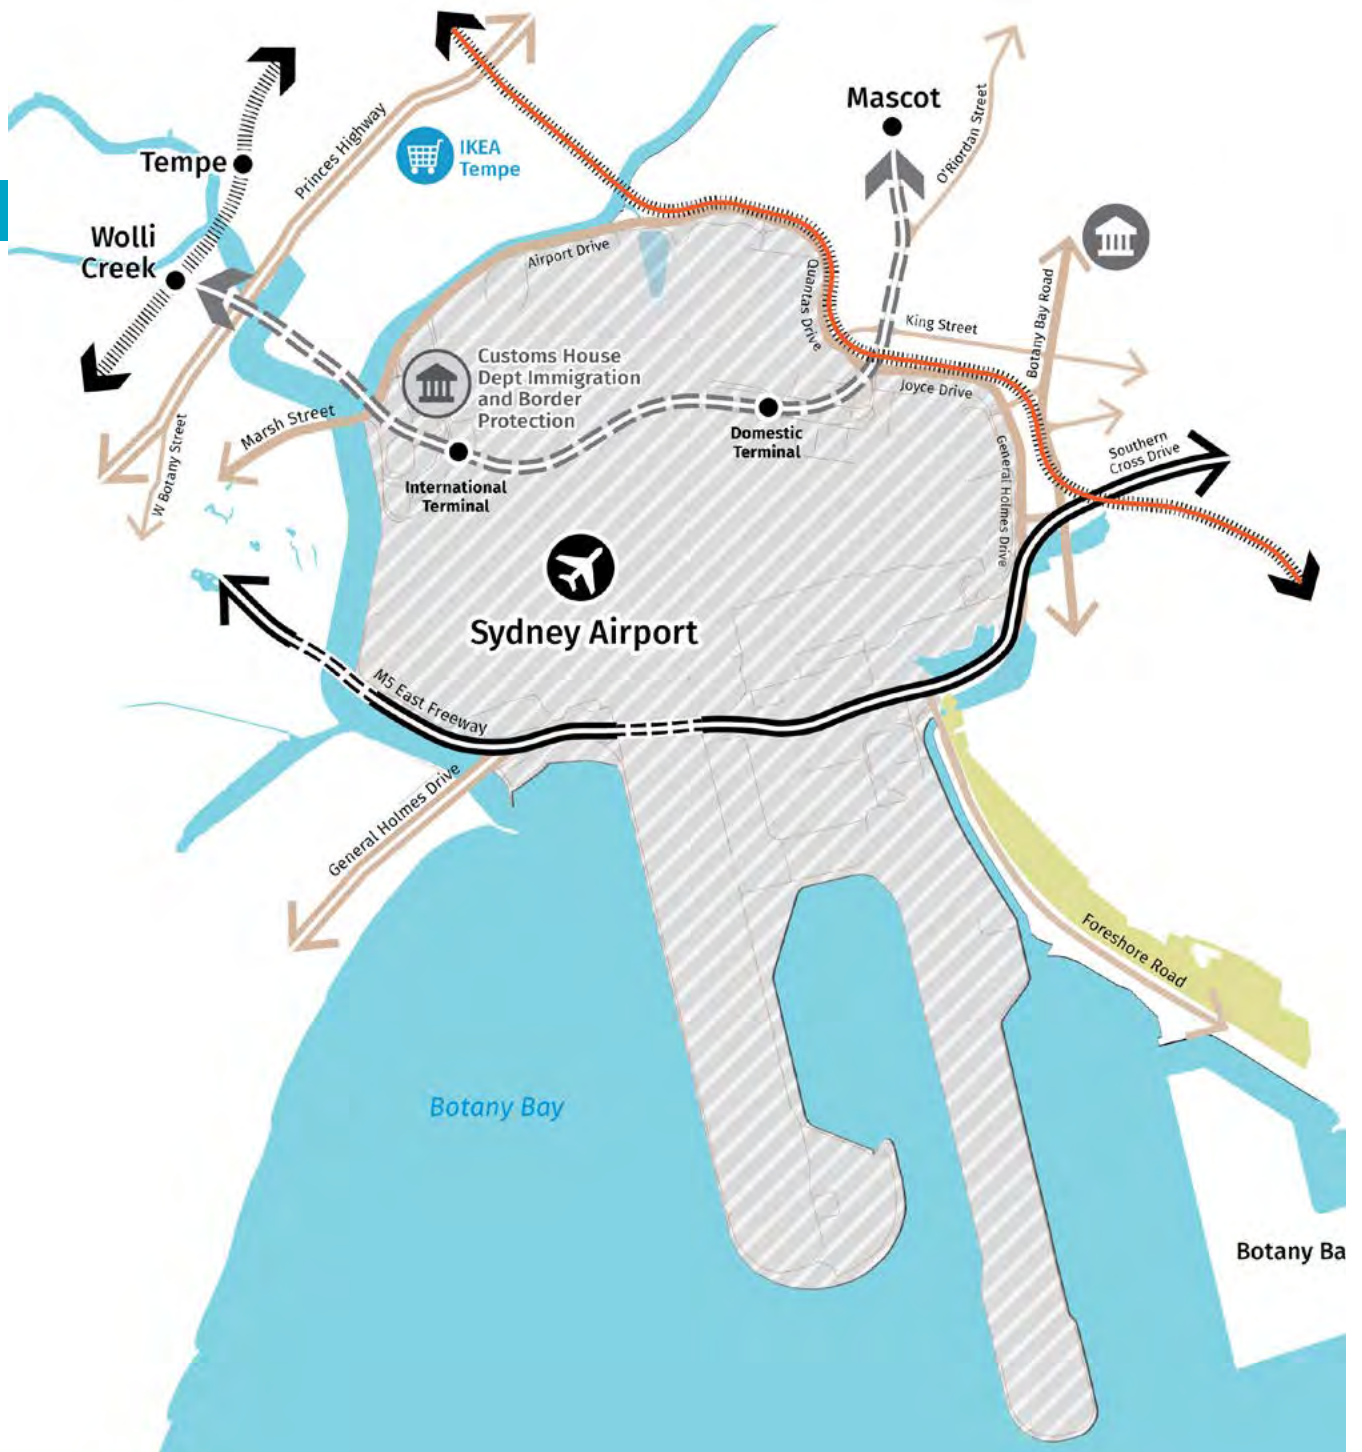 Mascot
O'Riordan Street
Princes Highway
IKEA
Tempe
Tempe
Wolli
Creek
Airport Drive
Quantas Drive
Botany Bay Road
King Street
Customs House
Dept Immigration
and Border
Protection
Joyce Drive
Marsh Street
W Botany Street
Domestic
Terminal
Southern
Cross Drive
General Holmes Drive
International
Terminal
Sydney Airport
M5 East Freeway
General Holmes Drive
Foreshore Road
Botany Bay
Botany Ba